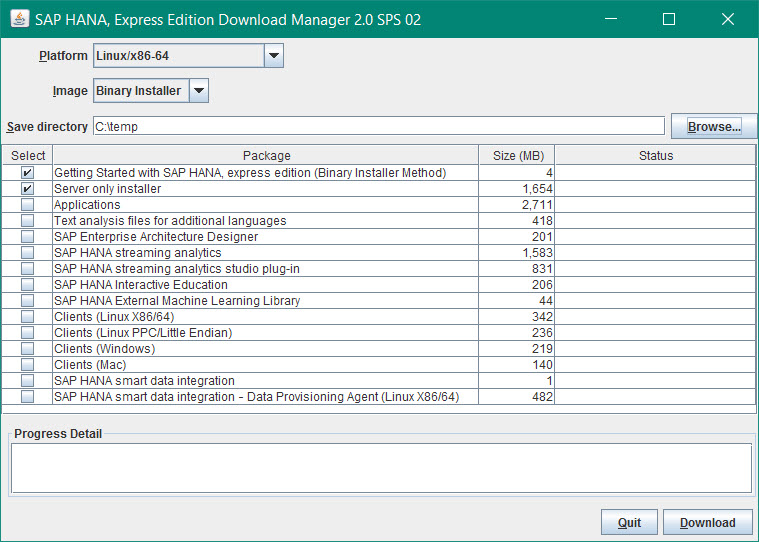 SAP HANA, Express Edition Download Manager 2.0 SPS 02
Platform Linux/x86-64
Image Binary Installer
Save directory C:\temp Browse...
Select Package Size (MB) Status
Getting Started with SAP HANA, express edition (Binary Installer Method) 4
Server only installer 1,654
Applications 2,711
Text analysis files for additional languages 418
SAP Enterprise Architecture Designer 201
SAP HANA streaming analytics 1,583
SAP HANA streaming analytics studio plug-in 831
SAP HANA Interactive Education 206
SAP HANA External Machine Learning Library 44
Clients (Linux X86/64) 342
Clients (Linux PPC/Little Endian) 236
Clients (Windows) 219
Clients (Mac) 140
SAP HANA smart data integration 1
SAP HANA smart data integration - Data Provisioning Agent (Linux X86/64) 482
Progress Detail
Quit Download